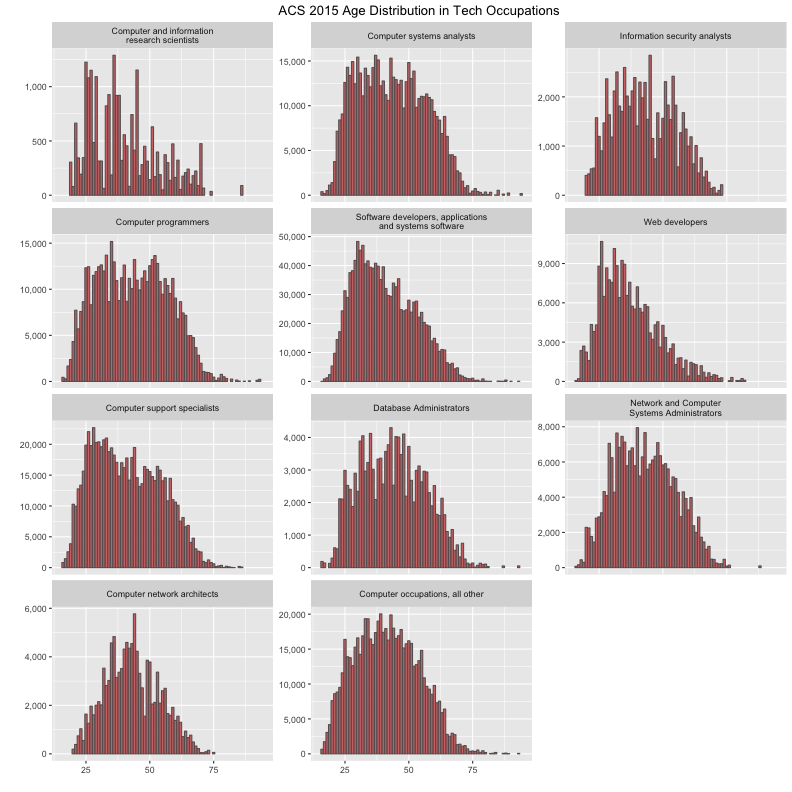 ACS 2015 Age Distribution in Tech Occupations
Computer and information
research scientists
Computer systems analysts
Information security analysts
1,000
500
0
15,000
10,000
5,000
0
2,000
1,000
0
Computer programmers
Software developers, applications
and systems software
Web developers
15,000
10,000
5,000
0
50,000
40,000
30,000
20,000
10,000
0
9,000
6,000
3,000
0
Computer support specialists
Database Administrators
Network and Computer
Systems Administrators
20,000
15,000
10,000
5,000
0
4,000
3,000
2,000
1,000
0
8,000
6,000
4,000
2,000
0
Computer network architects
Computer occupations, all other
6,000
4,000
2,000
0
20,000
15,000
10,000
5,000
0
25 50 75
25 50 75